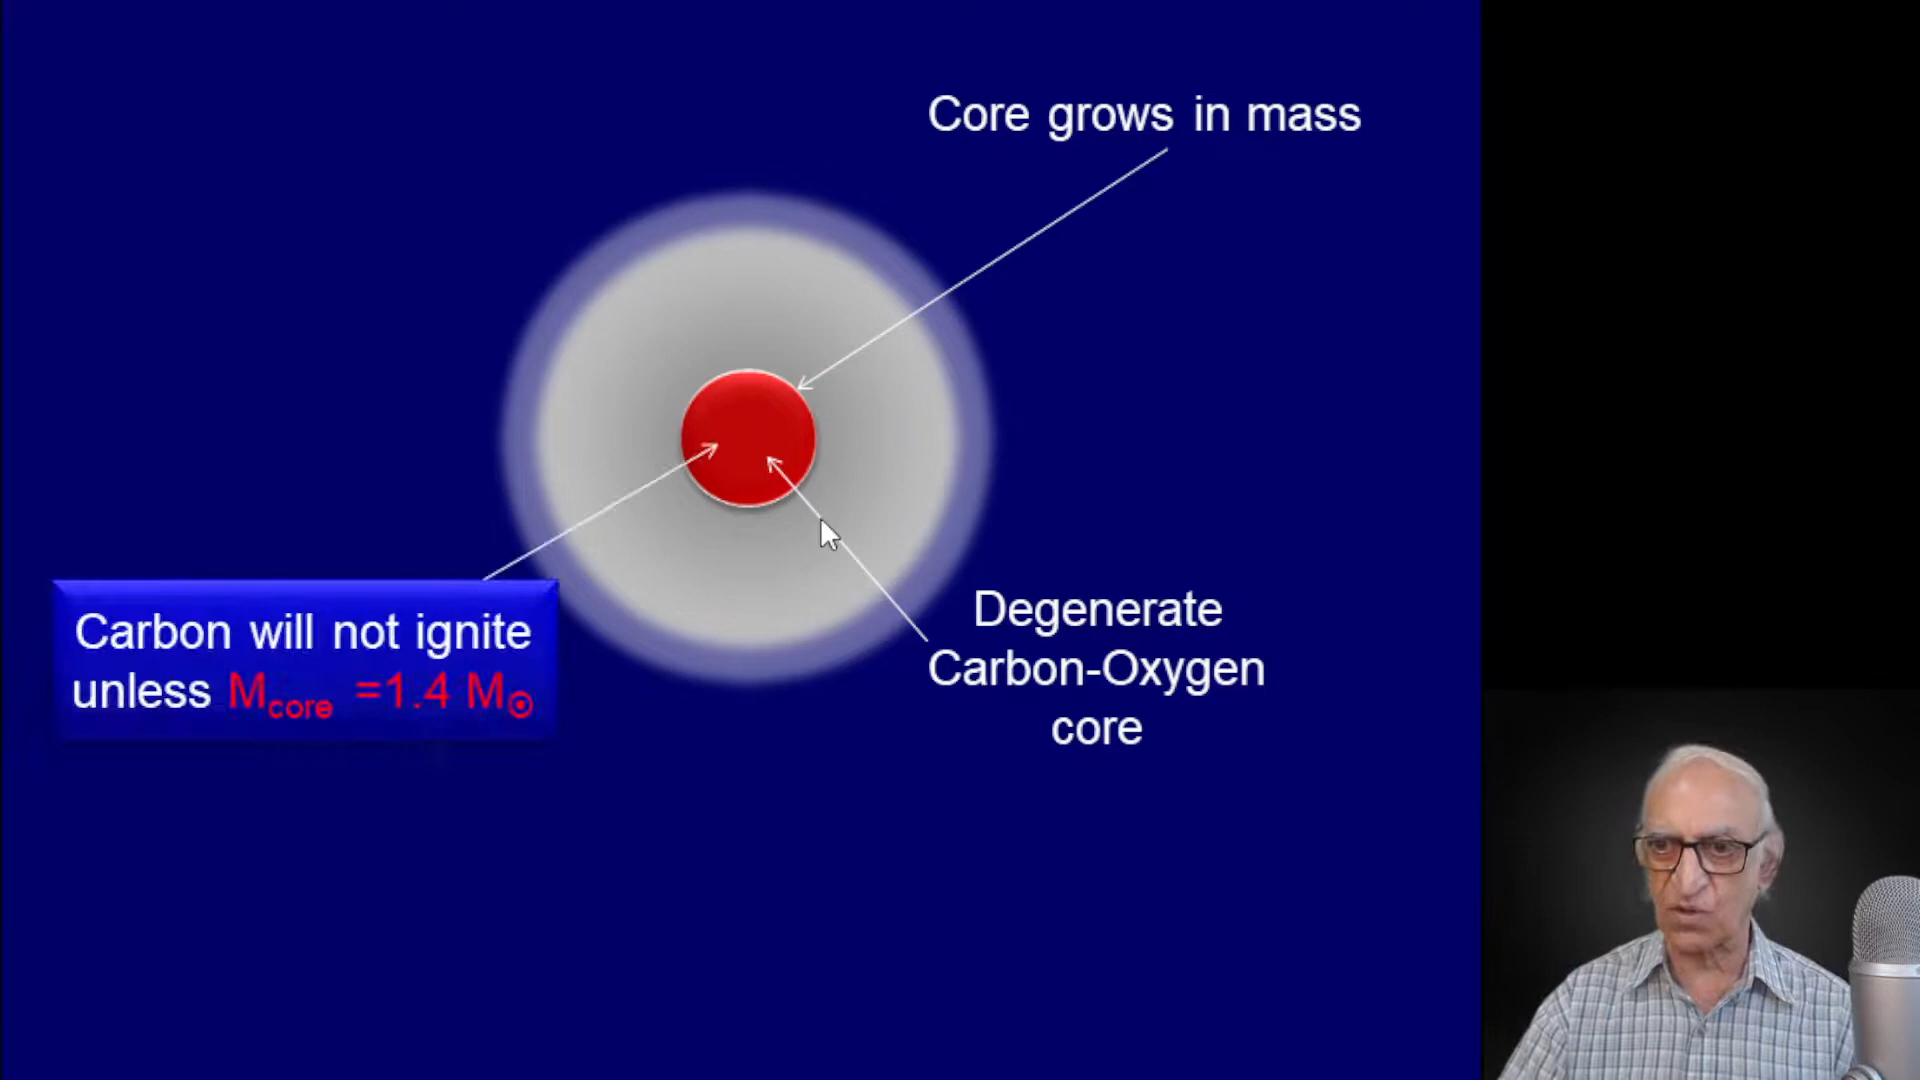 Core grows in mass
Carbon will not ignite
unless Mcore =1.4 M⊙
Degenerate
Carbon-Oxygen
core